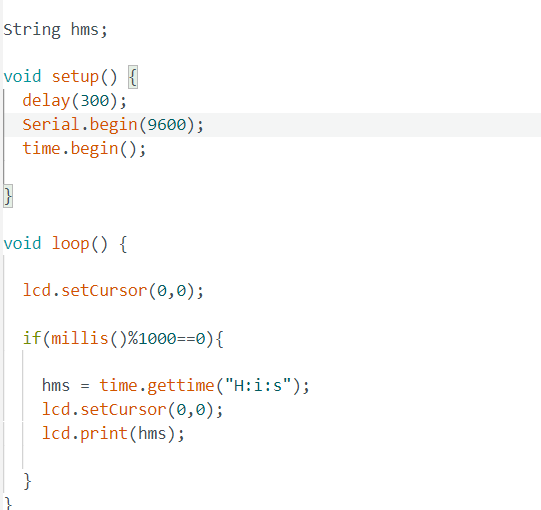 String hms;
void setup() {
delay(300);
Serial.begin(9600);
time.begin();
}
void loop() {
lcd.setCursor(0,0);
if(millis()%1000==0){
hms = time.gettime("H:i:s");
lcd.setCursor(0,0);
lcd.print(hms);
}
}